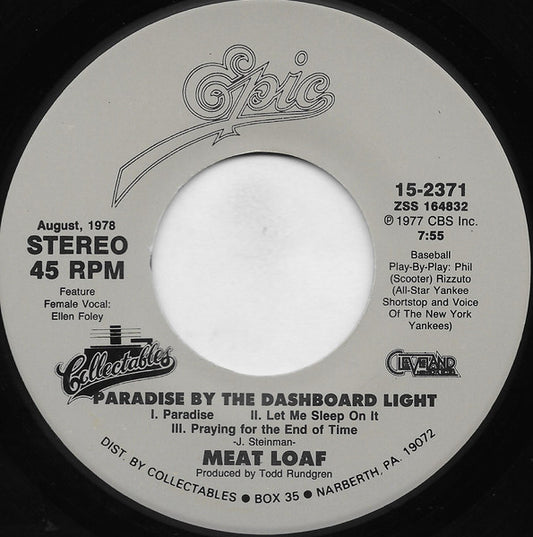 Epic
15-2371
ZSS 164832
℗ 1977 CBS Inc.
7:55
Baseball
Play-By-Play: Phil
(Scooter) Rizzuto
(All-Star Yankee
Shortstop and Voice
Of The New York
Yankees)
August, 1978
STEREO
45 RPM
Feature
Female Vocal:
Ellen Foley
Collectables
CLEVELAND
PARADISE BY THE DASHBOARD LIGHT
I. Paradise II. Let Me Sleep On It
III. Praying for the End of Time
-J. Steinman-
MEAT LOAF
Produced by Todd Rundgren
DIST. BY COLLECTABLES • BOX 35 • NARBERTH, PA. 19072